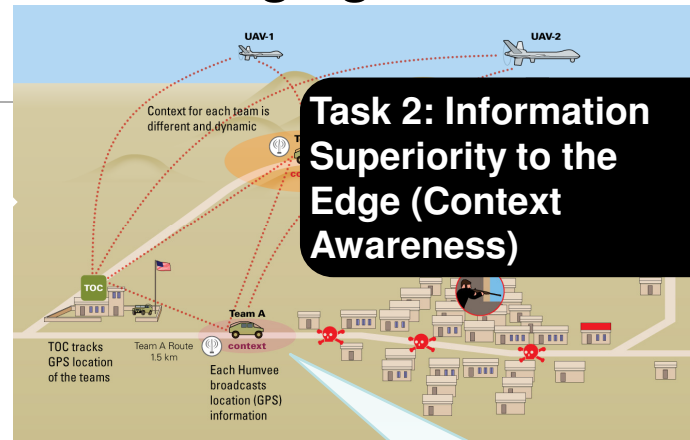 UAV-1
UAV-2
Context for each team is
different and dynamic
Task 2: Information
Superiority to the
Edge (Context
Awareness)
TOC
Team A
context
TOC tracks
GPS location
of the teams
Team A Route
1.5 km
Each Humvee
broadcasts
location (GPS)
information